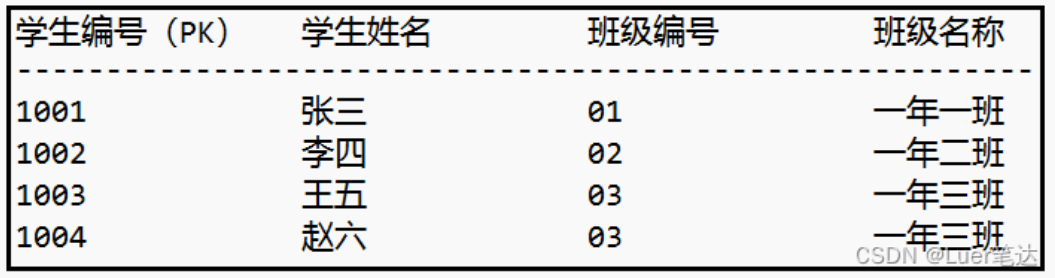 学生编号（PK） 学生姓名 班级编号 班级名称
----------------------------------------------------------
1001 张三 01 一年一班
1002 李四 02 一年二班
1003 王五 03 一年三班
1004 赵六 03 一年三班
CSDN @Luer笔达